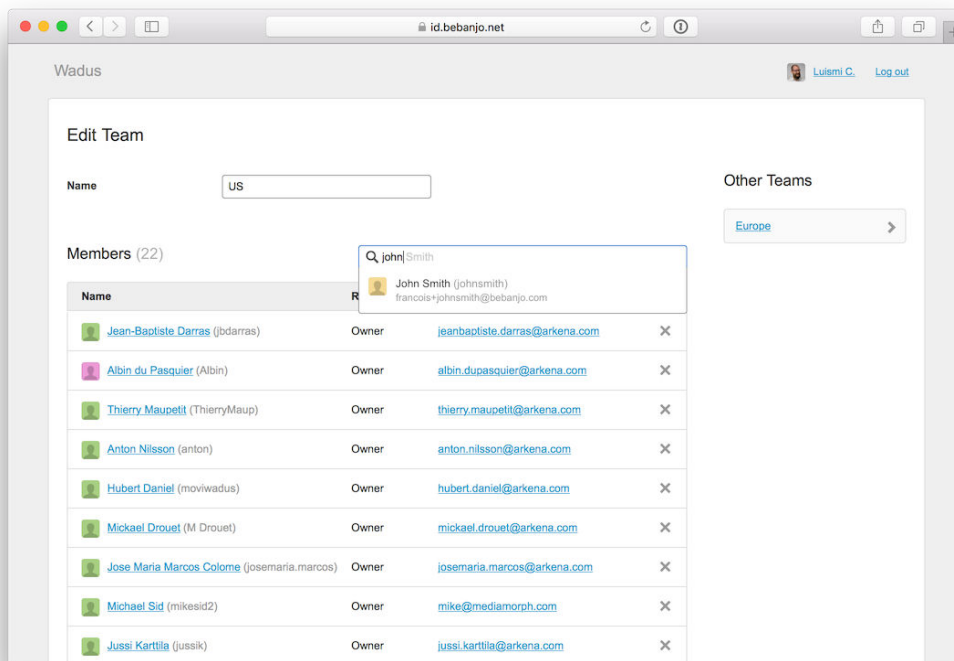 id.bebanjo.net
Wadus
Luismi C. Log out
Edit Team
Name US
Other Teams
Europe
Members (22)
john Smith
John Smith (johnsmith)
francois+johnsmith@bebanjo.com
Name R
Jean-Baptiste Darras (jbdarras) Owner jeanbaptiste.darras@arkena.com
Albin du Pasquier (Albin) Owner albin.dupasquier@arkena.com
Thierry Maupetit (ThierryMaup) Owner thierry.maupetit@arkena.com
Anton Nilsson (anton) Owner anton.nilsson@arkena.com
Hubert Daniel (moviwadus) Owner hubert.daniel@arkena.com
Mickael Drouet (M Drouet) Owner mickael.drouet@arkena.com
Jose Maria Marcos Colome (josemaria.marcos) Owner josemaria.marcos@arkena.com
Michael Sid (mikesid2) Owner mike@mediamorph.com
Jussi Karttila (jussik) Owner jussi.karttila@arkena.com